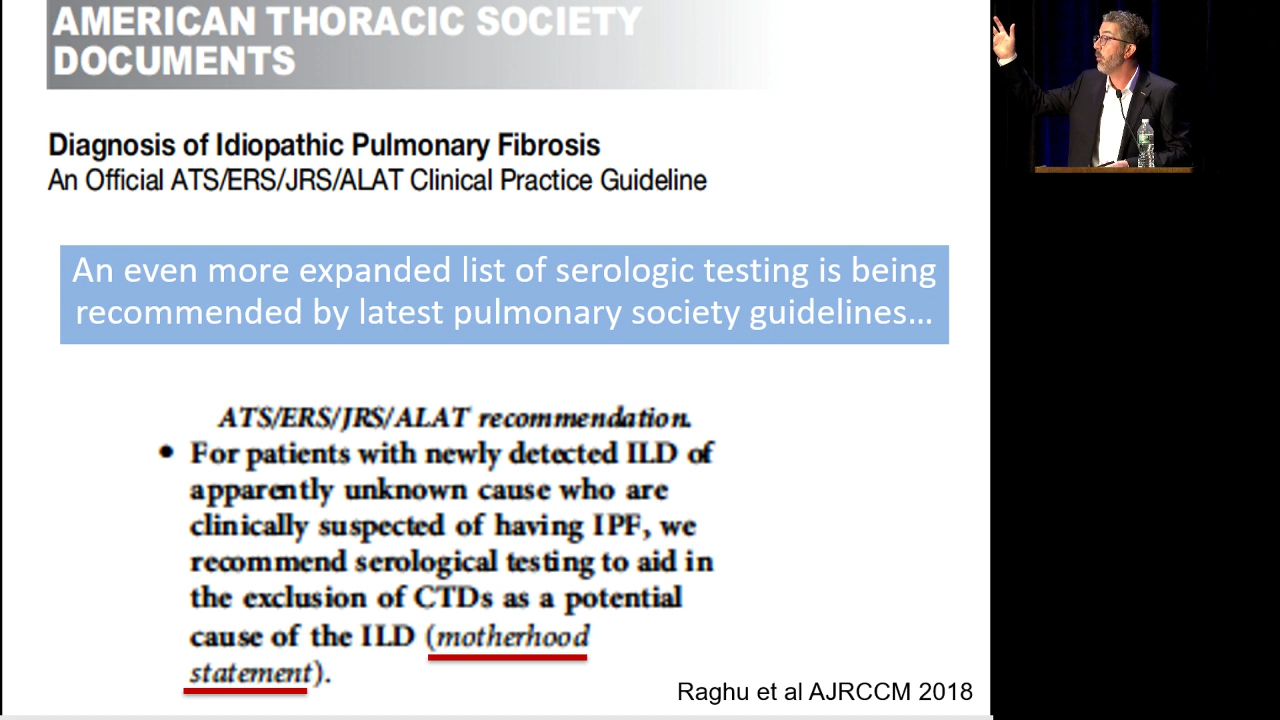 AMERICAN THORACIC SOCIETY
DOCUMENTS
Diagnosis of Idiopathic Pulmonary Fibrosis
An Official ATS/ERS/JRS/ALAT Clinical Practice Guideline
An even more expanded list of serologic testing is being
recommended by latest pulmonary society guidelines...
ATS/ERS/JRS/ALAT recommendation.
• For patients with newly detected ILD of
apparently unknown cause who are
clinically suspected of having IPF, we
recommend serological testing to aid in
the exclusion of CTDs as a potential
cause of the ILD (motherhood
statement).
Raghu et al AJRCCM 2018